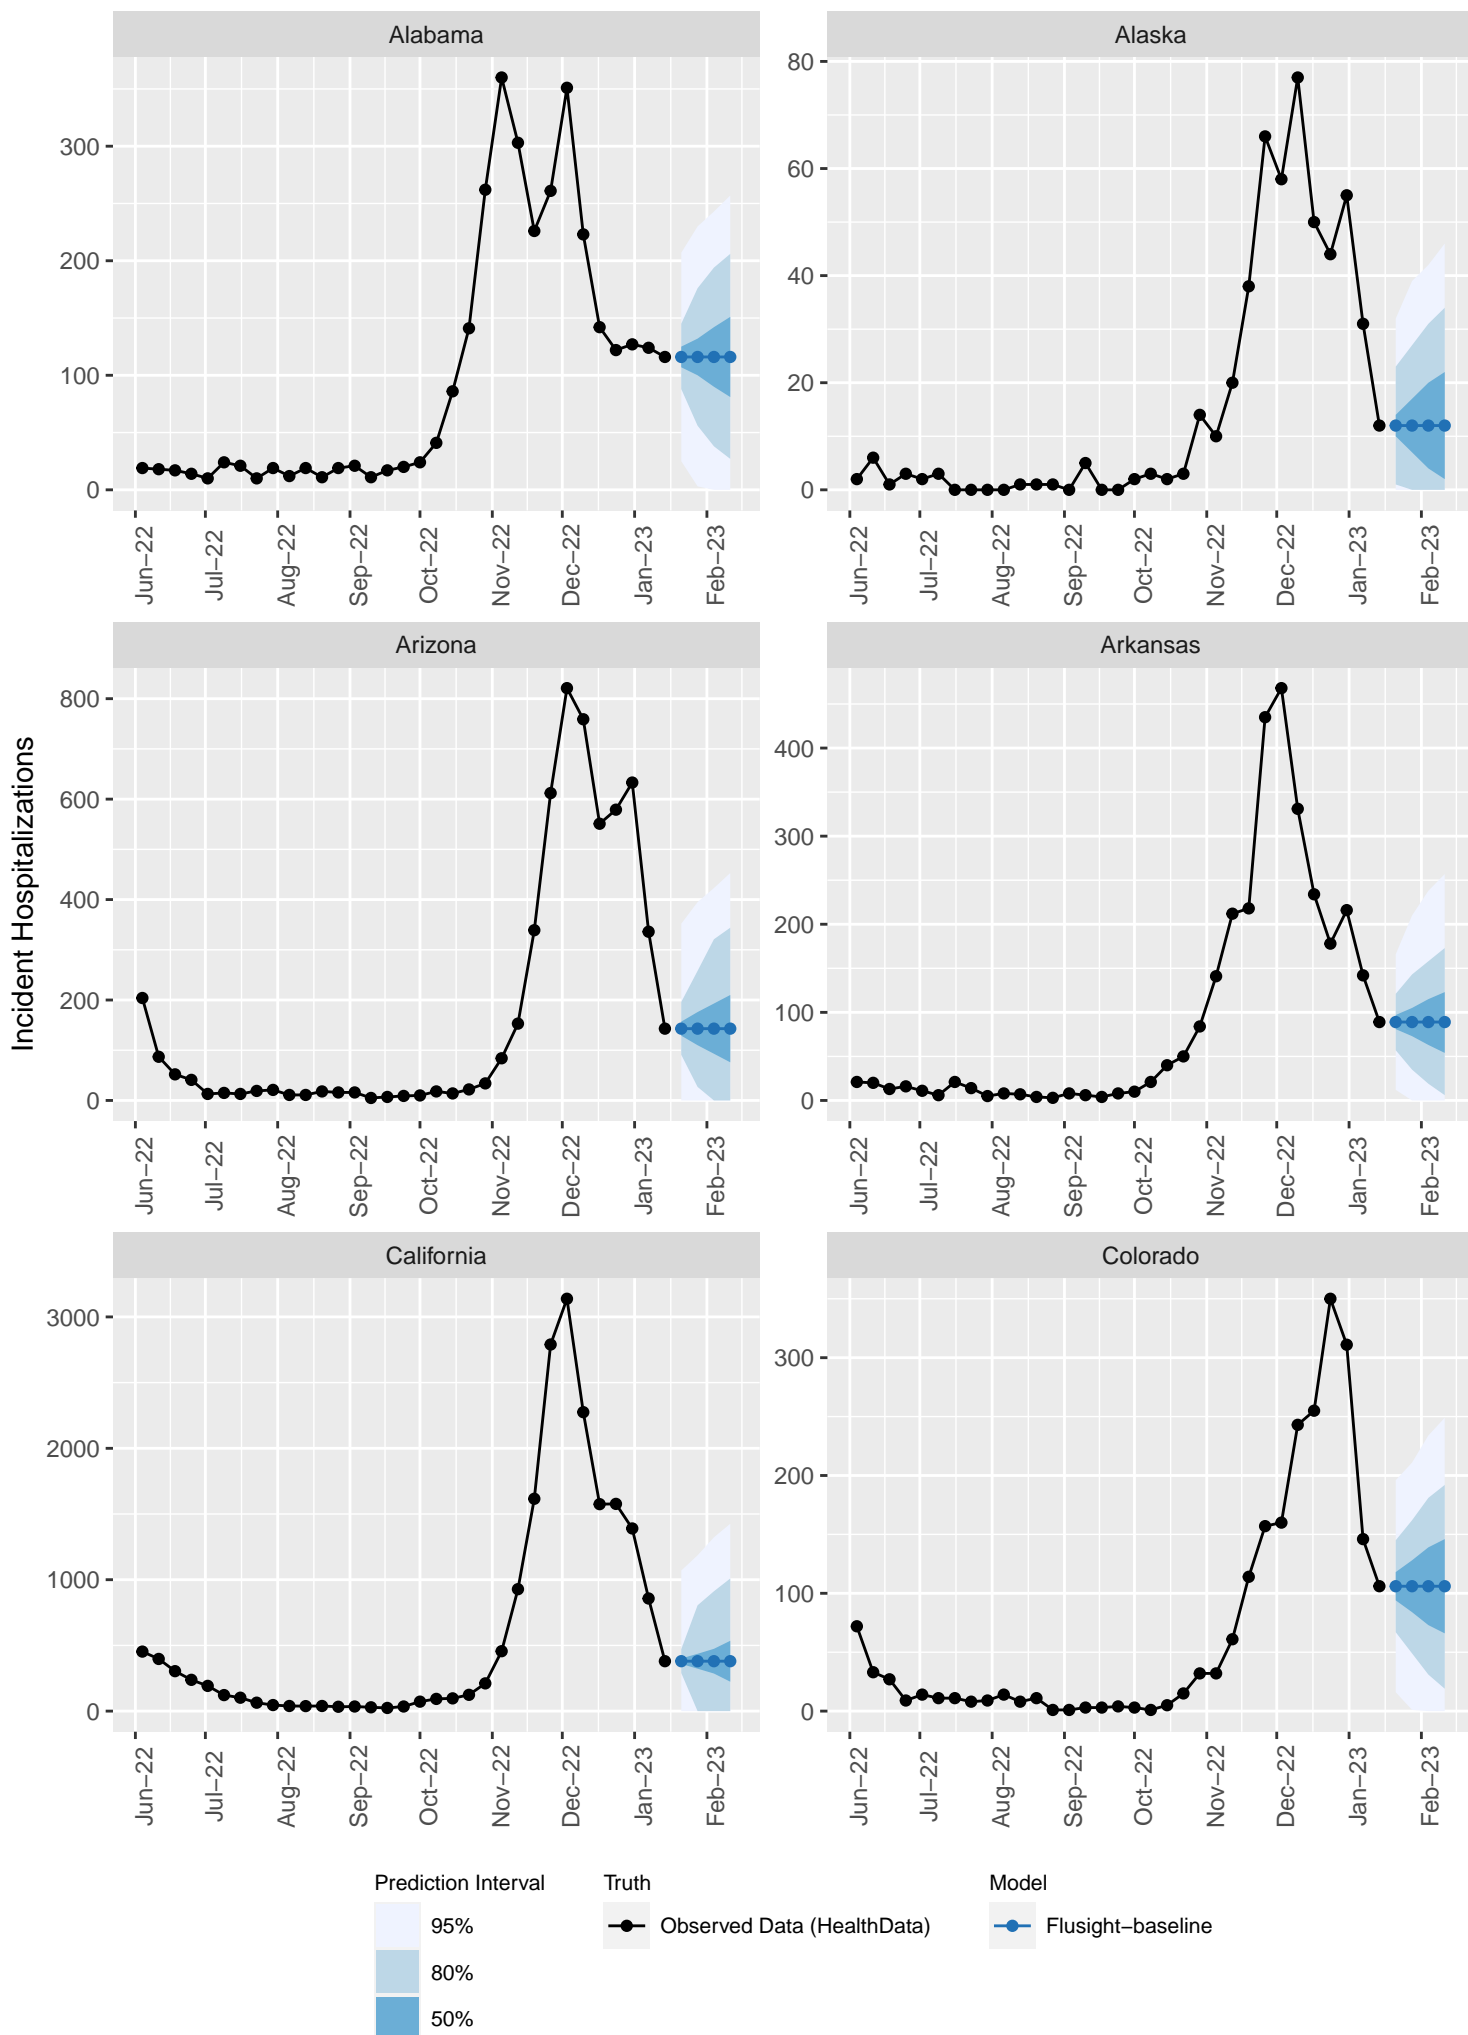 Alabama
Alaska
300
200
100
0
80
60
40
20
0
Jun−22 Jul−22 Aug−22 Sep−22 Oct−22 Nov−22 Dec−22 Jan−23 Feb−23
Jun−22 Jul−22 Aug−22 Sep−22 Oct−22 Nov−22 Dec−22 Jan−23 Feb−23
Incident Hospitalizations
Arizona
Arkansas
800
600
400
200
0
400
300
200
100
0
Jun−22 Jul−22 Aug−22 Sep−22 Oct−22 Nov−22 Dec−22 Jan−23 Feb−23
Jun−22 Jul−22 Aug−22 Sep−22 Oct−22 Nov−22 Dec−22 Jan−23 Feb−23
California
Colorado
3000
2000
1000
0
300
200
100
0
Jun−22 Jul−22 Aug−22 Sep−22 Oct−22 Nov−22 Dec−22 Jan−23 Feb−23
Jun−22 Jul−22 Aug−22 Sep−22 Oct−22 Nov−22 Dec−22 Jan−23 Feb−23
Prediction Interval
95%
80%
50%
Truth
Observed Data (HealthData)
Model
Flusight−baseline